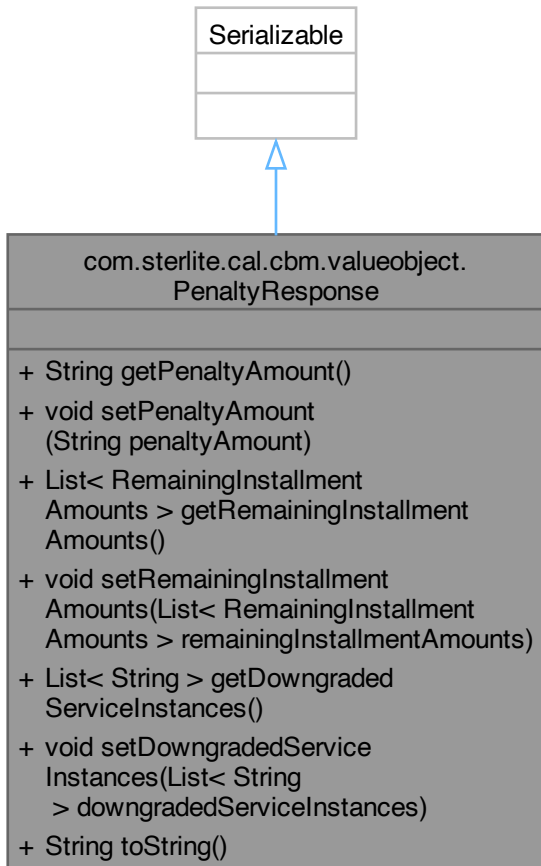 Serializable
com.sterlite.cal.cbm.valueobject.
PenaltyResponse
+ String getPenaltyAmount()
+ void setPenaltyAmount
(String penaltyAmount)
+ List< RemainingInstallment
Amounts > getRemainingInstallment
Amounts()
+ void setRemainingInstallment
Amounts(List< RemainingInstallment
Amounts > remainingInstallmentAmounts)
+ List< String > getDowngraded
ServiceInstances()
+ void setDowngradedService
Instances(List< String
> downgradedServiceInstances)
+ String toString()